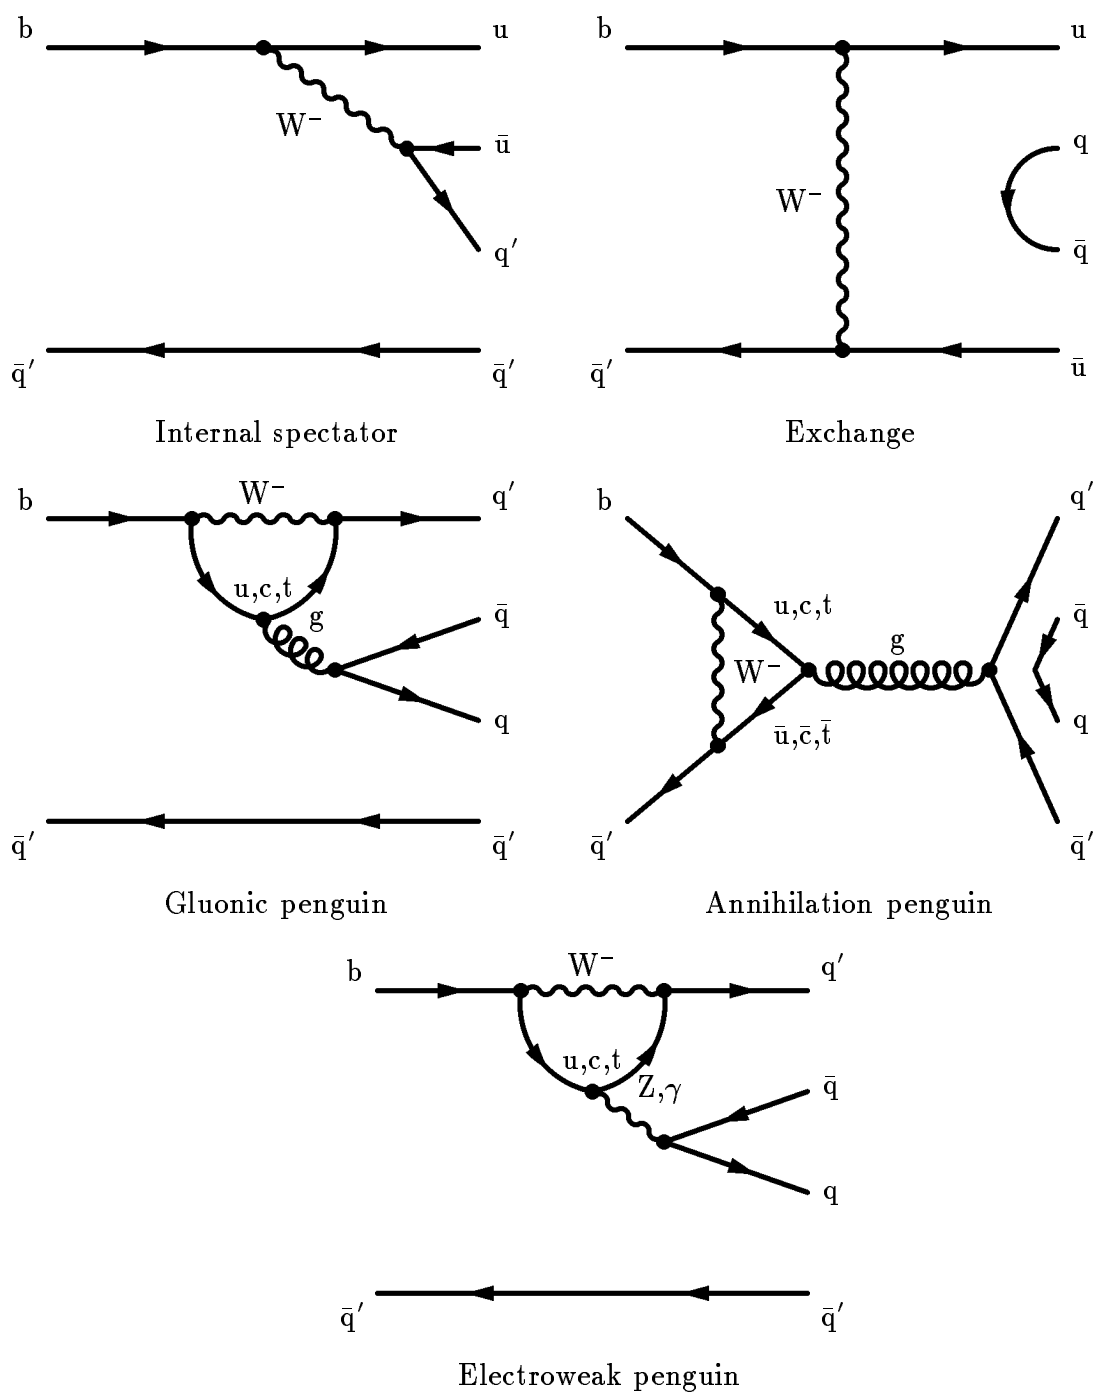 b u
W⁻
ū
q′
q̄′ q̄′
Internal spectator
b u
q
W⁻
q̄
q̄′ ū
Exchange
b W⁻ q′
u,c,t
g
q̄
q
q̄′ q̄′
Gluonic penguin
b q′
u,c,t
q̄
g
W⁻
q
ū,c̄,t̄
q̄′ q̄′
Annihilation penguin
b W⁻ q′
u,c,t
Z,γ
q̄
q
q̄′ q̄′
Electroweak penguin